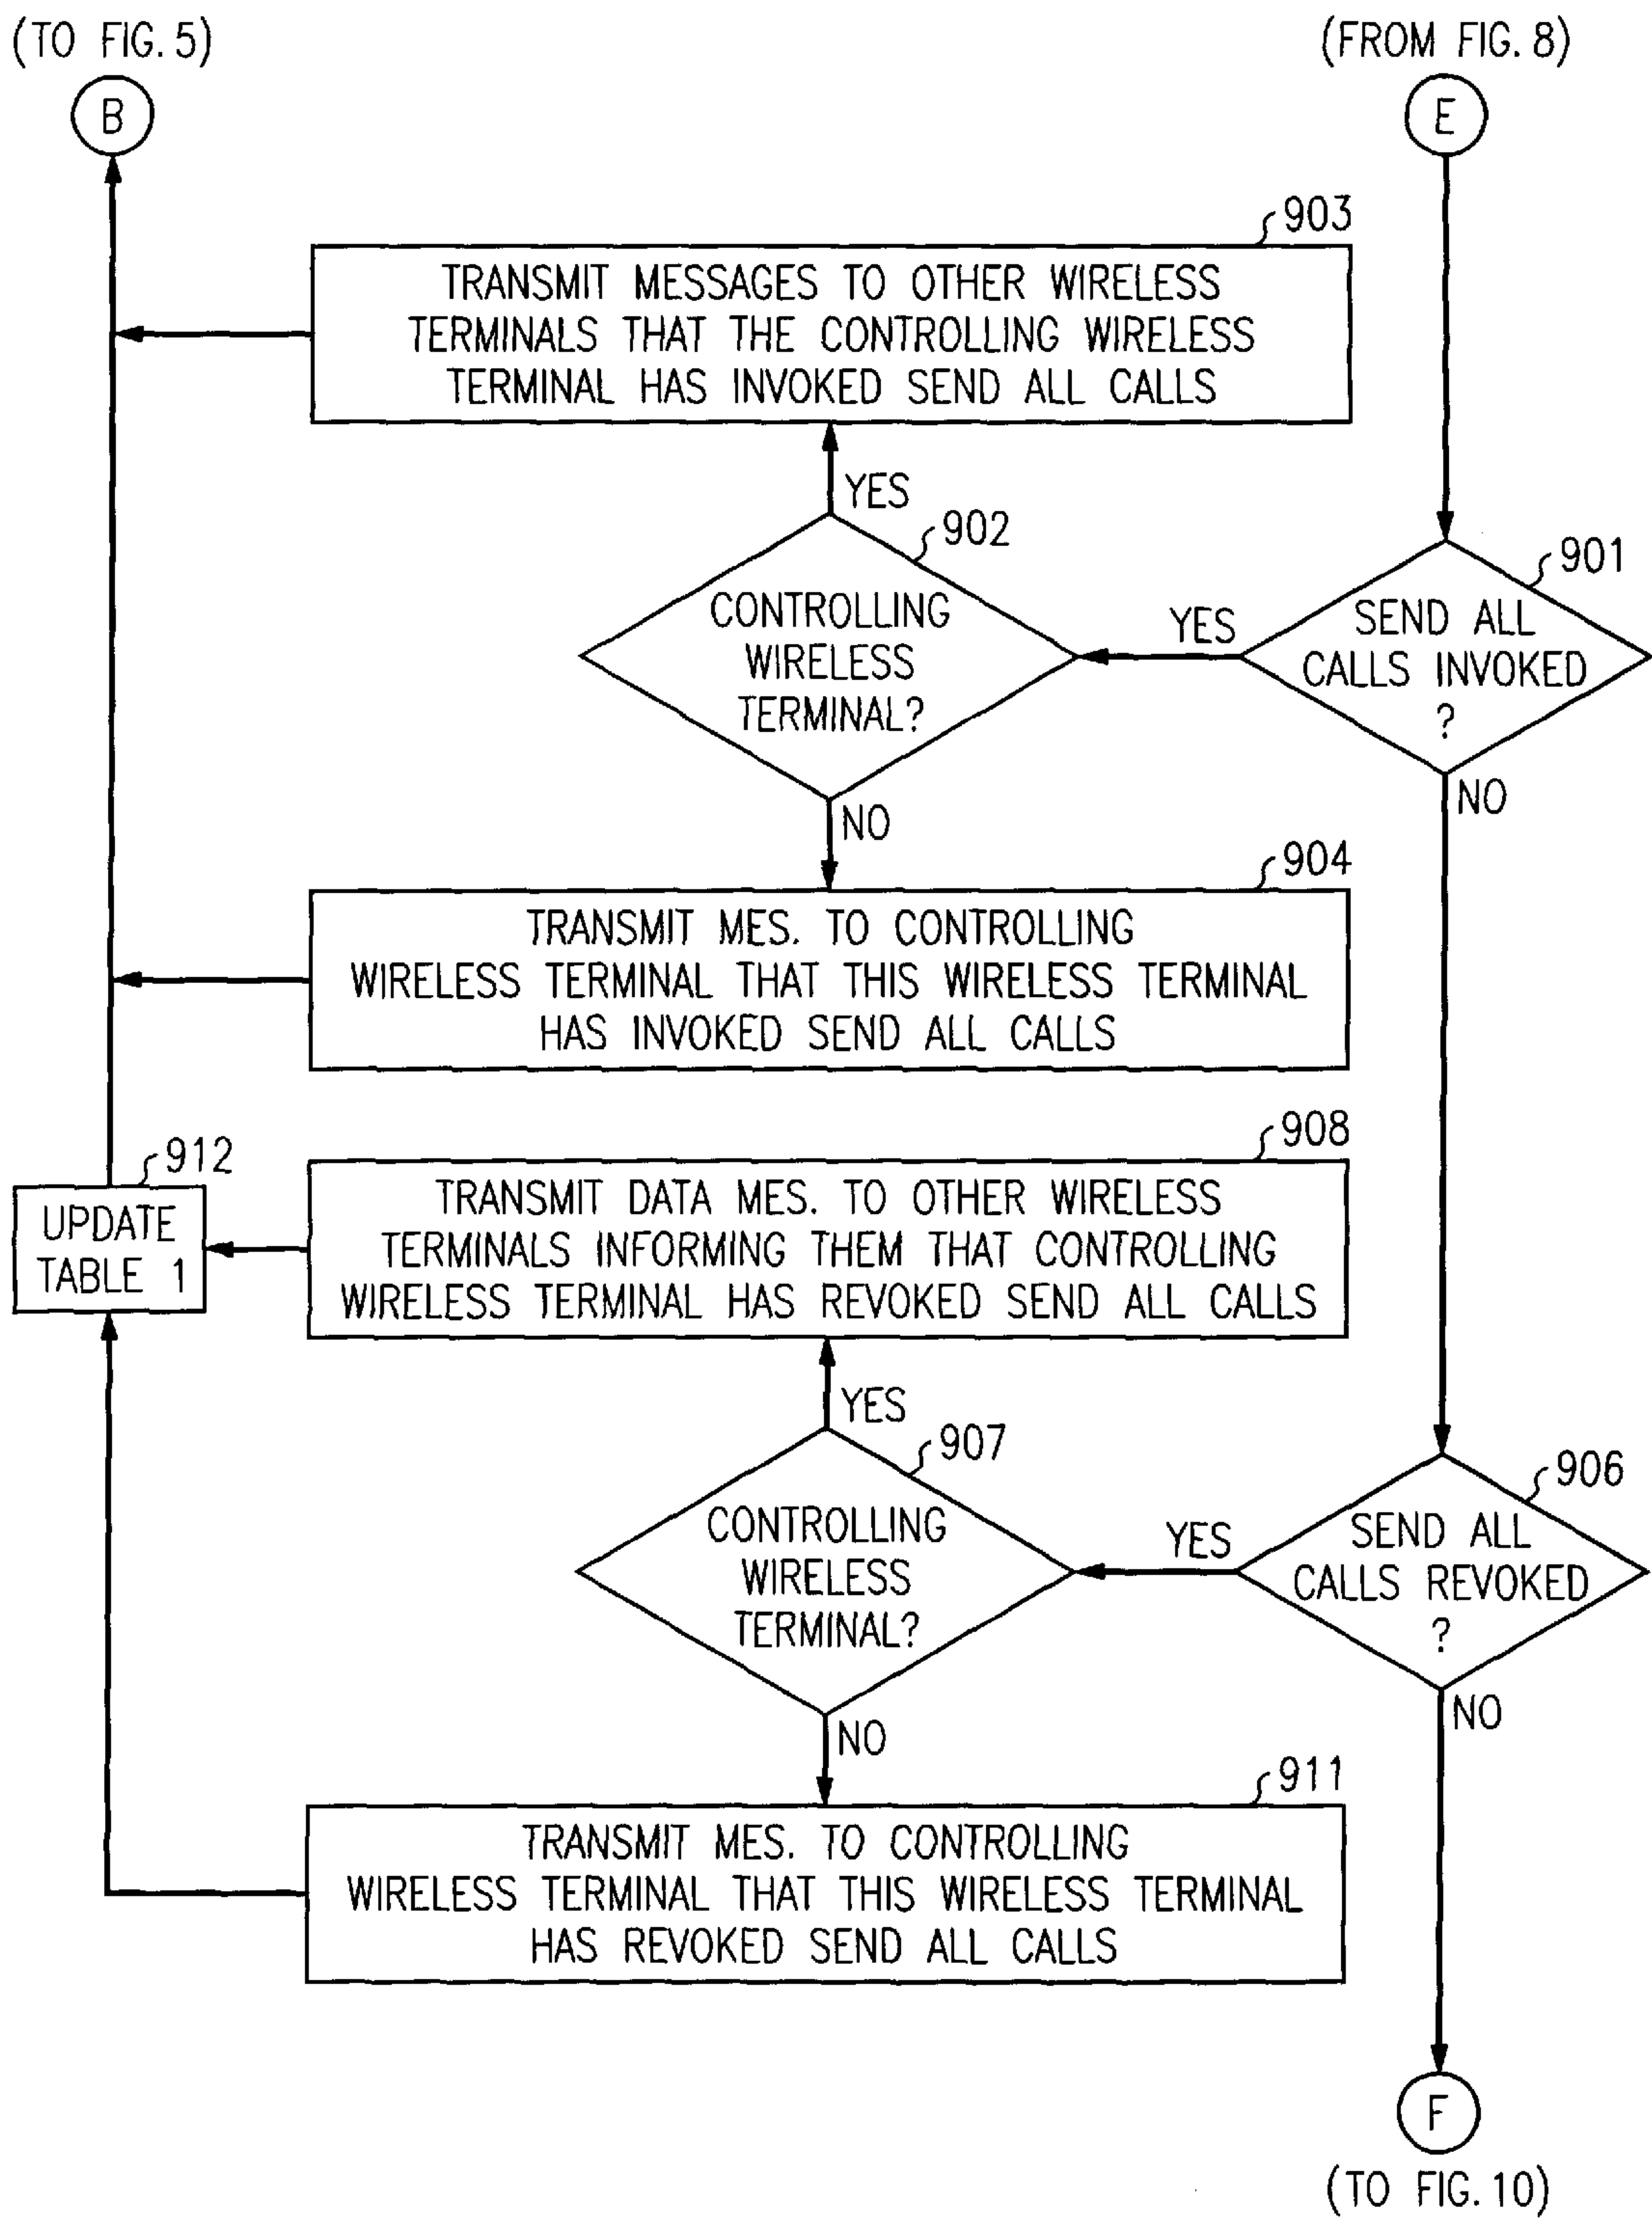 (TO FIG. 5)
B
(FROM FIG. 8)
E
903
TRANSMIT MESSAGES TO OTHER WIRELESS
TERMINALS THAT THE CONTROLLING WIRELESS
TERMINAL HAS INVOKED SEND ALL CALLS
YES
902
CONTROLLING
WIRELESS
TERMINAL?
YES
901
SEND ALL
CALLS INVOKED
?
NO
NO
904
TRANSMIT MES. TO CONTROLLING
WIRELESS TERMINAL THAT THIS WIRELESS TERMINAL
HAS INVOKED SEND ALL CALLS
912
UPDATE
TABLE 1
908
TRANSMIT DATA MES. TO OTHER WIRELESS
TERMINALS INFORMING THEM THAT CONTROLLING
WIRELESS TERMINAL HAS REVOKED SEND ALL CALLS
YES
907
CONTROLLING
WIRELESS
TERMINAL?
YES
906
SEND ALL
CALLS REVOKED
?
NO
NO
911
TRANSMIT MES. TO CONTROLLING
WIRELESS TERMINAL THAT THIS WIRELESS TERMINAL
HAS REVOKED SEND ALL CALLS
F
(TO FIG. 10)